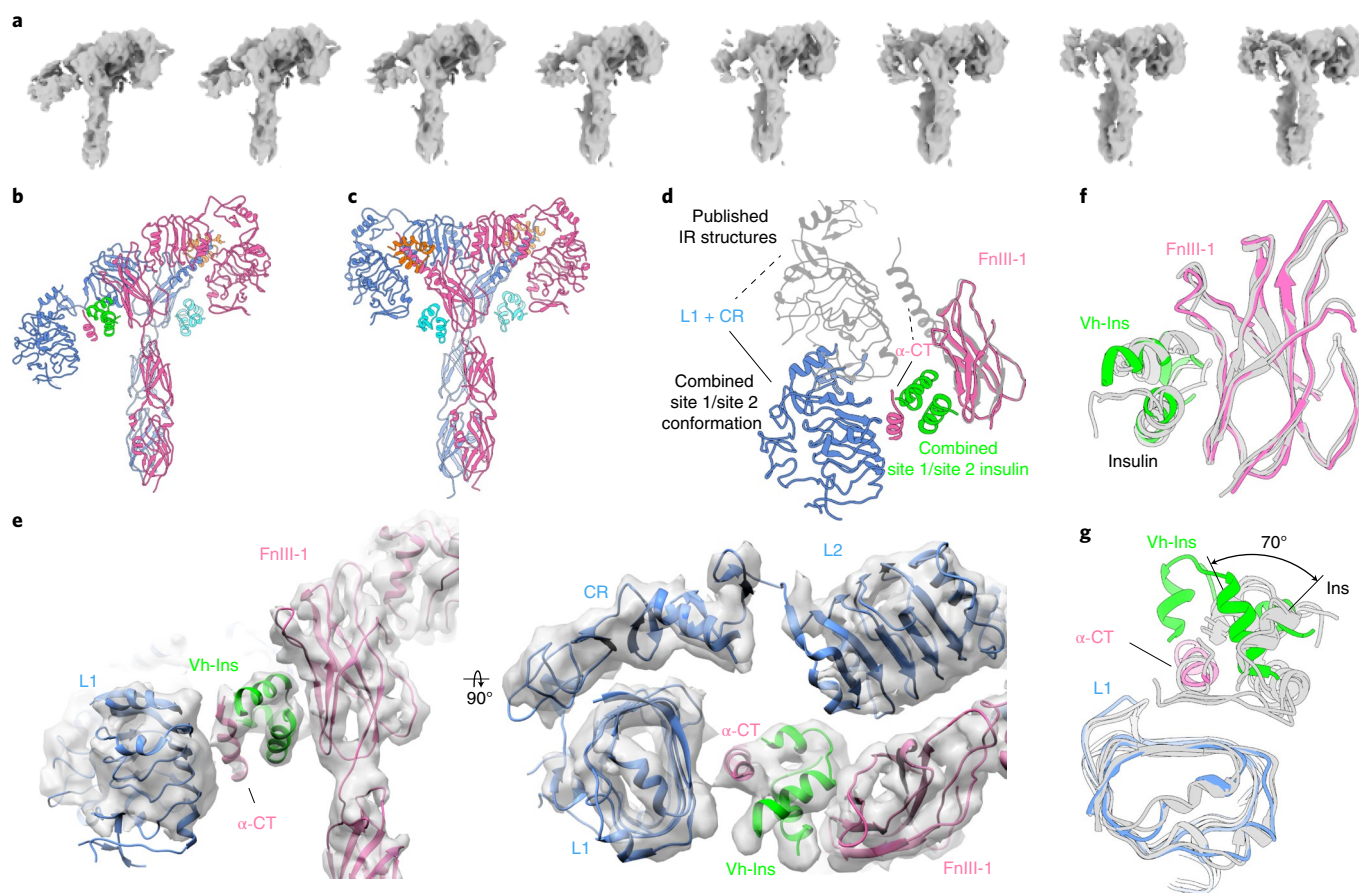 a
b
c
d
Published
IR structures
L1 + CR
Combined
site 1/site 2
conformation
FnIII-1
α-CT
Combined
site 1/site 2 insulin
f
FnIII-1
Vh-Ins
Insulin
e
FnIII-1
Vh-Ins
L1
α-CT
90°
CR
L2
α-CT
L1
Vh-Ins
FnIII-1
g
Vh-Ins
70°
Ins
α-CT
L1